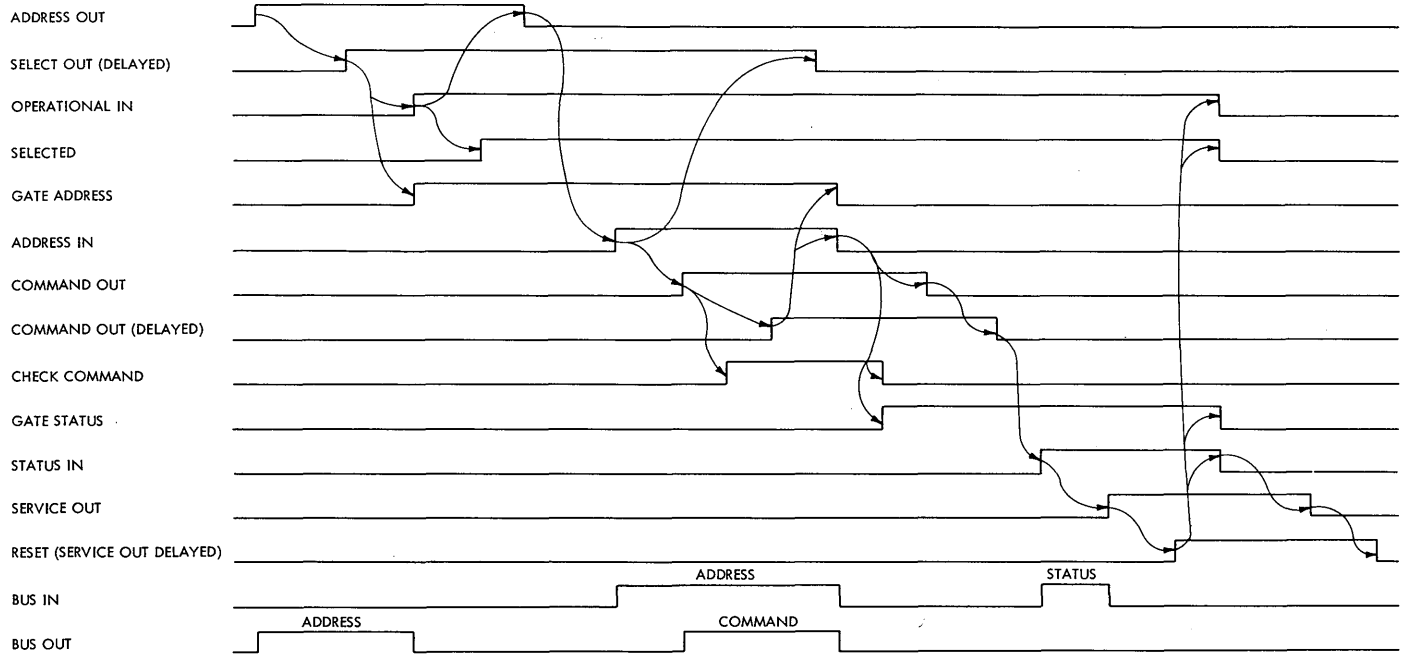 ADDRESS OUT
SELECT OUT (DELAYED)
OPERATIONAL IN
SELECTED
GATE ADDRESS
ADDRESS IN
COMMAND OUT
COMMAND OUT (DELAYED)
CHECK COMMAND
GATE STATUS
STATUS IN
SERVICE OUT
RESET (SERVICE OUT DELAYED)
ADDRESS STATUS
BUS IN
ADDRESS COMMAND
BUS OUT